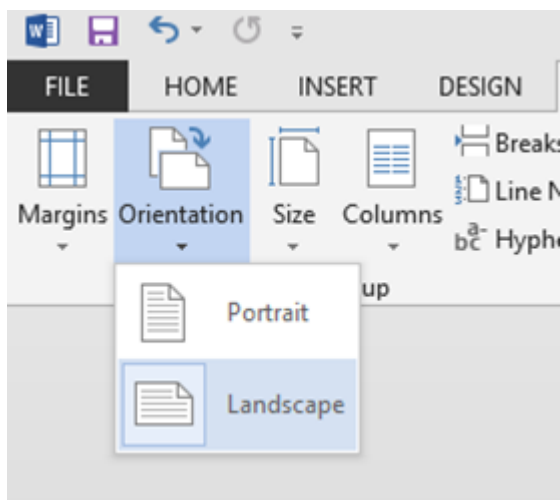 FILE HOME INSERT DESIGN
Margins Orientation Size Columns
Breaks
Line N
Hyphe
up
Portrait
Landscape